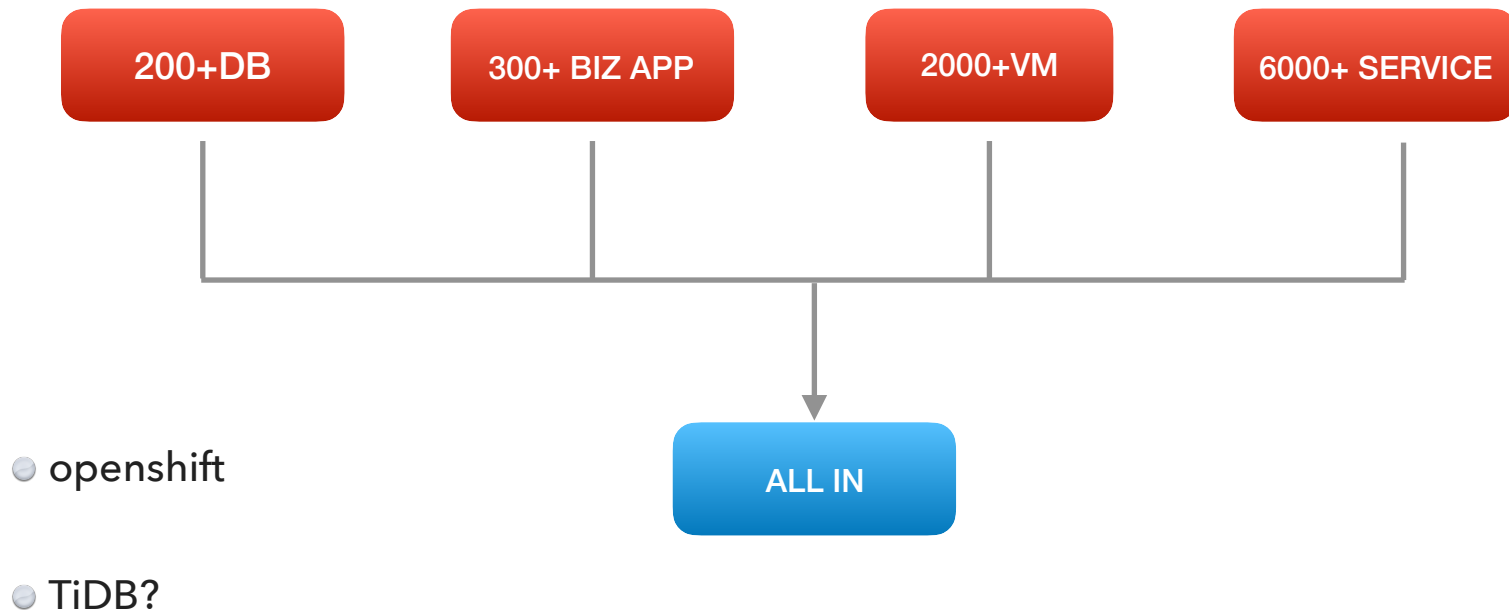 200+DB
300+ BIZ APP
2000+VM
6000+ SERVICE
ALL IN
openshift
TiDB?